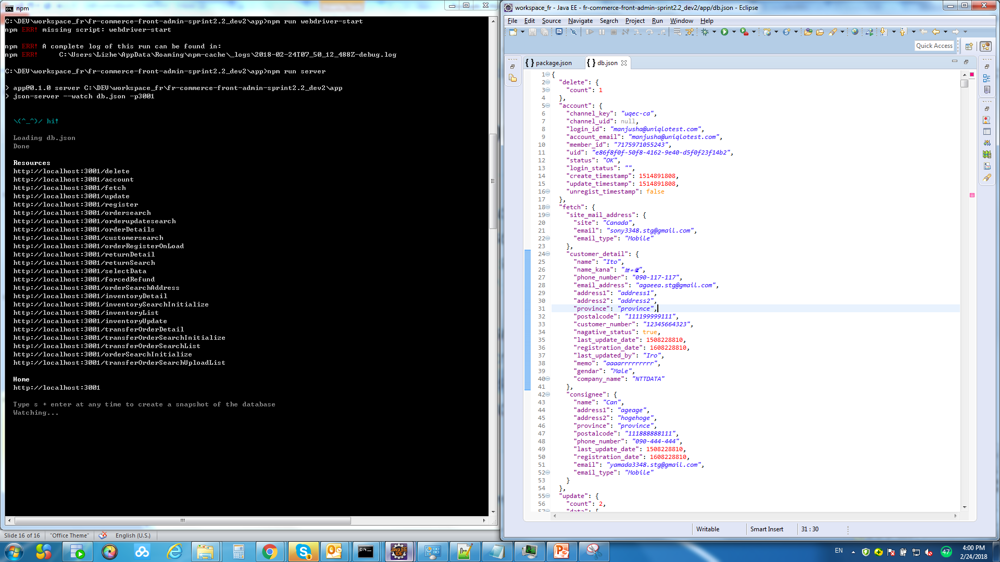 npm
C:\DEV\workspace_fr\fr-commerce-front-admin-sprint2.2_dev2\app>npm run webdriver-start
npm ERR! missing script: webdriver-start
npm ERR! A complete log of this run can be found in:
npm ERR!     C:\Users\Lizhe\AppData\Roaming\npm-cache\_logs\2018-02-24T07_50_12_488Z-debug.log
C:\DEV\workspace_fr\fr-commerce-front-admin-sprint2.2_dev2\app>npm run server
> app@0.1.0 server C:\DEV\workspace_fr\fr-commerce-front-admin-sprint2.2_dev2\app
> json-server --watch db.json -p3001
\{^_^}/ hi!
Loading db.json
Done
Resources
http://localhost:3001/delete
http://localhost:3001/account
http://localhost:3001/fetch
http://localhost:3001/update
http://localhost:3001/register
http://localhost:3001/ordersearch
http://localhost:3001/orderupdatesearch
http://localhost:3001/orderDetails
http://localhost:3001/customersearch
http://localhost:3001/orderRegisterOnLoad
http://localhost:3001/returnDetail
http://localhost:3001/returnSearch
http://localhost:3001/selectData
http://localhost:3001/forcedRefund
http://localhost:3001/orderSearchAddress
http://localhost:3001/inventoryDetail
http://localhost:3001/inventorySearchInitialize
http://localhost:3001/inventoryList
http://localhost:3001/inventoryUpdate
http://localhost:3001/transferOrderDetail
http://localhost:3001/transferOrderSearchInitialize
http://localhost:3001/transferOrderSearchList
http://localhost:3001/orderSearchInitialize
http://localhost:3001/transferOrderSearchUploadList
Home
http://localhost:3001
Type s + enter at any time to create a snapshot of the database
Watching...
Slide 16 of 16 "Office Theme" English (U.S.)
workspace_fr - Java EE - fr-commerce-front-admin-sprint2.2_dev2/app/db.json - Eclipse
File Edit Source Navigate Search Project Run Window Help
Quick Access
{ } package.json { } db.json
1 {
2 "delete": {
3 "count": 1
4 },
5 "account": {
6 "channel_key": "uqec-ca",
7 "channel_uid": null,
8 "login_id": "manjusha@uniqlotest.com",
9 "account_email": "manjusha@uniqlotest.com",
10 "member_id": "7175971055243",
11 "uid": "e86f8f0f-50f8-4162-9e40-d5f0f23f14b2",
12 "status": "OK",
13 "login_status": "",
14 "create_timestamp": 1514891808,
15 "update_timestamp": 1514891808,
16 "unregist_timestamp": false
17 },
18 "fetch": {
19 "site_mail_address": {
20 "site": "Canada",
21 "email": "sony3348.stg@gmail.com",
22 "email_type": "Mobile"
23 },
24 "customer_detail": {
25 "name": "Ito",
26 "name_kana": "
27 "phone_number": "090-117-117",
28 "email_address": "agaeea.stg@gmail.com",
29 "address1": "address1",
30 "address2": "address2",
31 "province": "province",
32 "postalcode": "111199999111",
33 "customer_number": "12345664323",
34 "nagative_status": true,
35 "last_update_date": 1508228810,
36 "registration_date": 1608228810,
37 "last_updated_by": "Iro",
38 "memo": "aaaarrrrrrrrr",
39 "gendar": "Male",
40 "company_name": "NTTDATA"
41 },
42 "consignee": {
43 "name": "Can",
44 "address1": "ageage",
45 "address2": "hogehoge",
46 "province": "province",
47 "postalcode": "111888888111",
48 "phone_number": "090-444-444",
49 "last_update_date": 1508228810,
50 "registration_date": 1608228810,
51 "email": "yamada3348.stg@gmail.com",
52 "email_type": "Mobile"
53 }
54 },
55 "update": {
56 "count": 2,
57 "data": [
Writable Smart Insert 31 : 30
EN 47 4:00 PM
2/24/2018